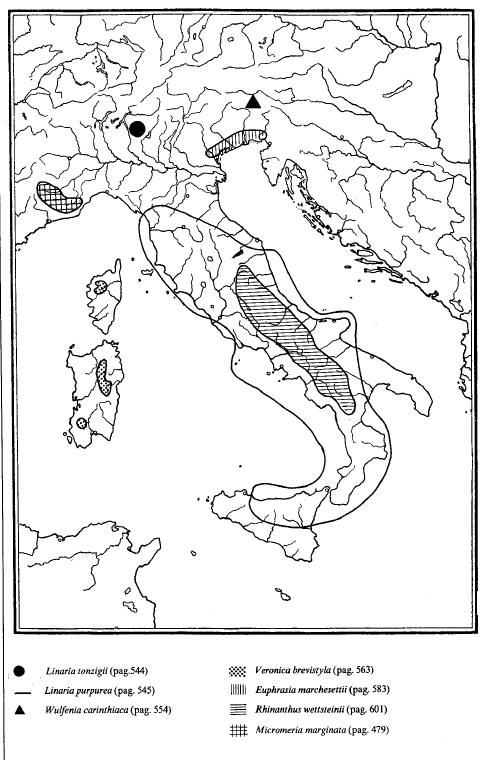 Linaria tonzigii (pag.544)
Linaria purpurea (pag. 545)
Wulfenia carinthiaca (pag. 554)
Veronica brevistyla (pag. 563)
Euphrasia marchesettii (pag. 583)
Rhinanthus wettsteinii (pag. 601)
Micromeria marginata (pag. 479)